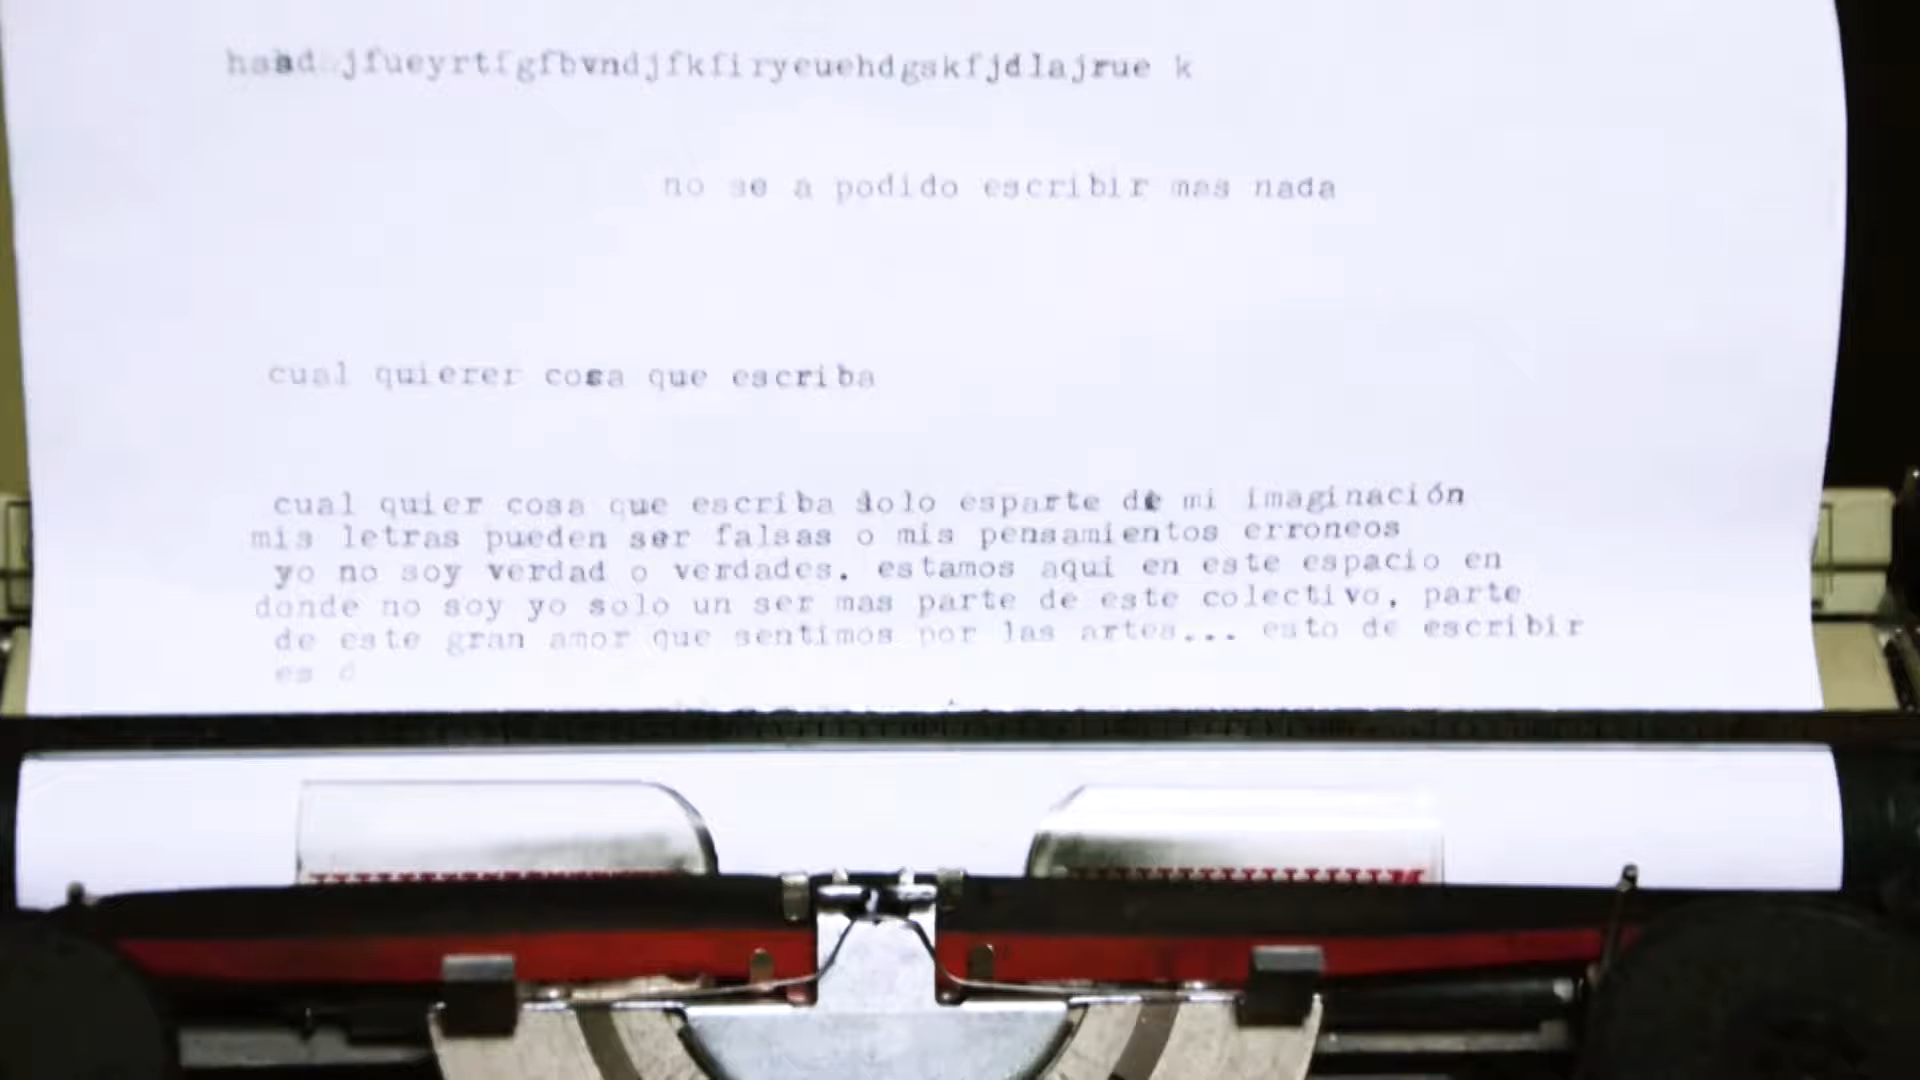 jfueyrtfgfbvndjfkfiryeuehdgskfjdlajrue k
no se a podido escribir mas nada
cual quierer cosa que escriba
cual quier cosa que escriba solo esparte de mi imaginación
mis letras pueden ser falsas o mis pensamientos erroneos
yo no soy verdad o verdades. estamos aqui en este espacio en
donde no soy yo solo un ser mas parte de este colectivo, parte
de este gran amor que sentimos por las artes... esto de escribir
es d